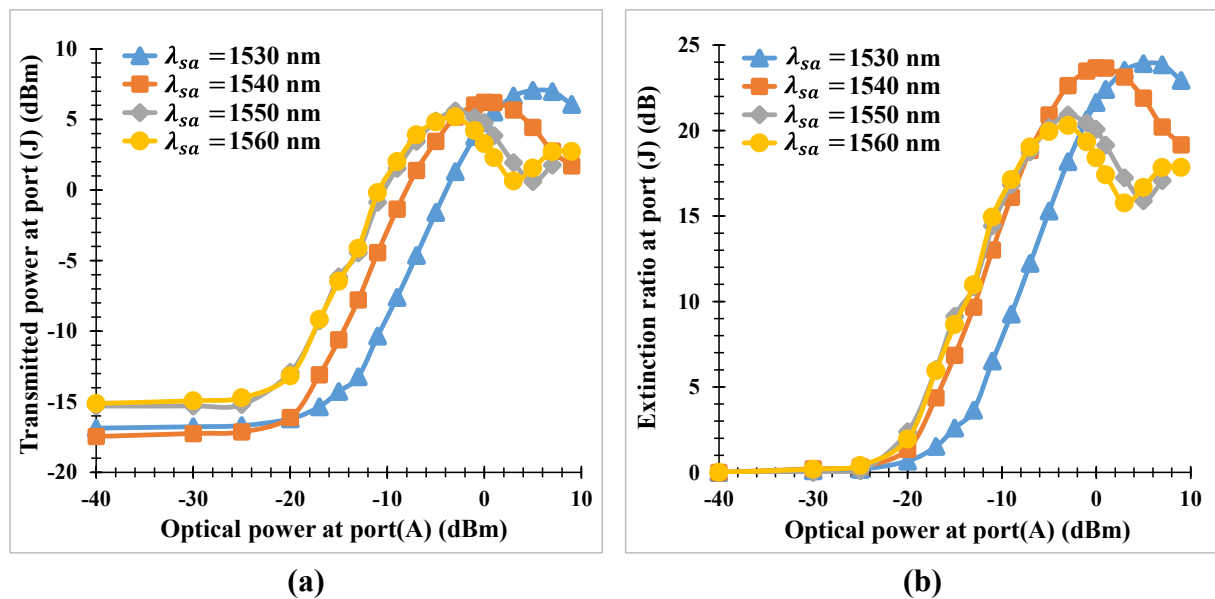 Transmitted power at port (J) (dBm)
10
5
0
-5
-10
-15
-20
λsa =1530 nm
λsa =1540 nm
λsa =1550 nm
λsa =1560 nm
-40 -30 -20 -10 0 10
Optical power at port(A) (dBm)
(a)
Extinction ratio at port (J) (dB)
25
20
15
10
5
0
λsa =1530 nm
λsa =1540 nm
λsa =1550 nm
λsa =1560 nm
-40 -30 -20 -10 0 10
Optical power at port(A) (dBm)
(b)